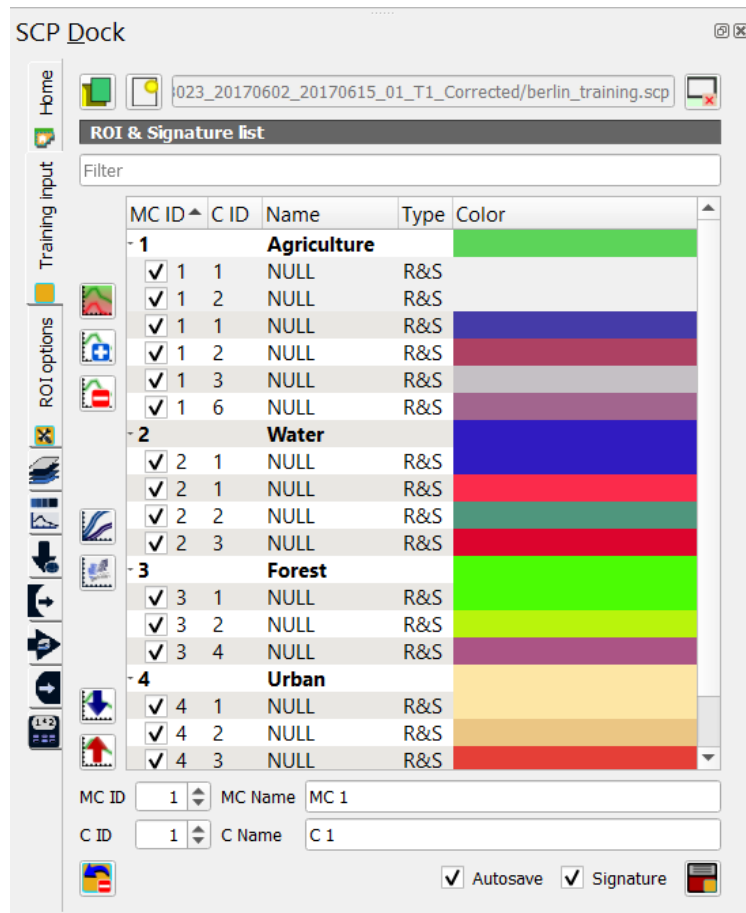 SCP Dock
Home
Training input
ROI options
023_20170602_20170615_01_T1_Corrected/berlin_training.scp
ROI & Signature list
Filter
MC ID C ID Name Type Color
1 Agriculture
1 1 NULL R&S
1 2 NULL R&S
1 1 NULL R&S
1 2 NULL R&S
1 3 NULL R&S
1 6 NULL R&S
2 Water
2 1 NULL R&S
2 1 NULL R&S
2 2 NULL R&S
2 3 NULL R&S
3 Forest
3 1 NULL R&S
3 2 NULL R&S
3 4 NULL R&S
4 Urban
4 1 NULL R&S
4 2 NULL R&S
4 3 NULL R&S
MC ID 1 MC Name MC 1
C ID 1 C Name C 1
Autosave Signature